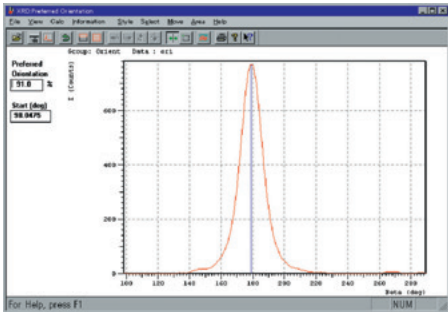 XRD:Preferred Orientation
File View Calc Information Style Select Move Area Help
Group: Orient Data : ori
Preferred
Orientation
91.0 %
Start (deg)
98.0475
I (Counts)
600
400
200
0
100 120 140 160 180 200 220 240 260 280
Beta (deg)
For Help, press F1
NUM